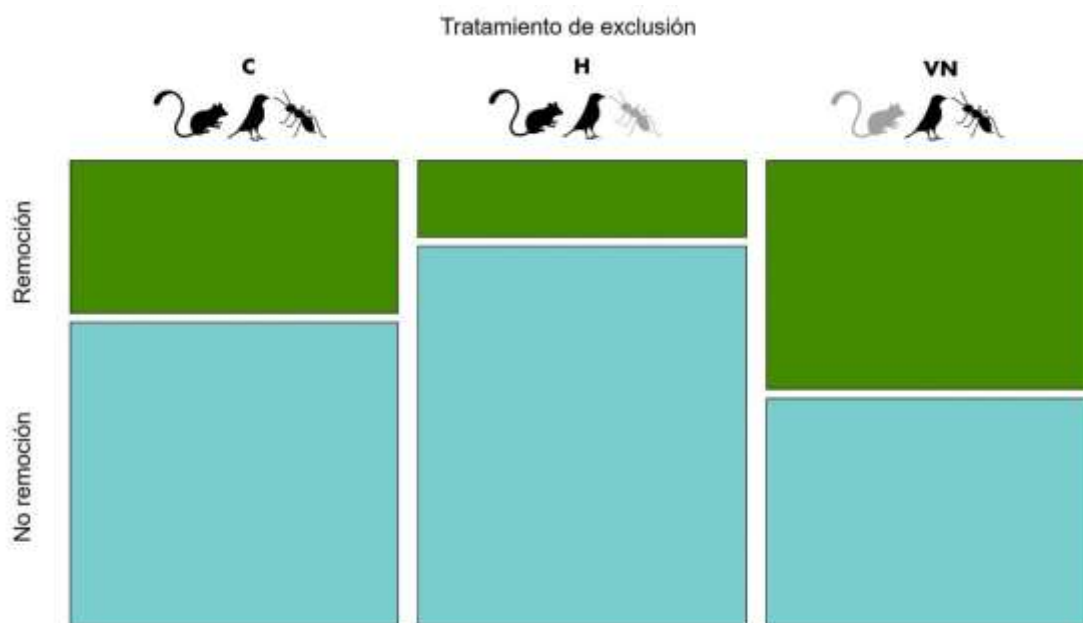 Tratamiento de exclusión
C
H
VN
Remoción
No remoción